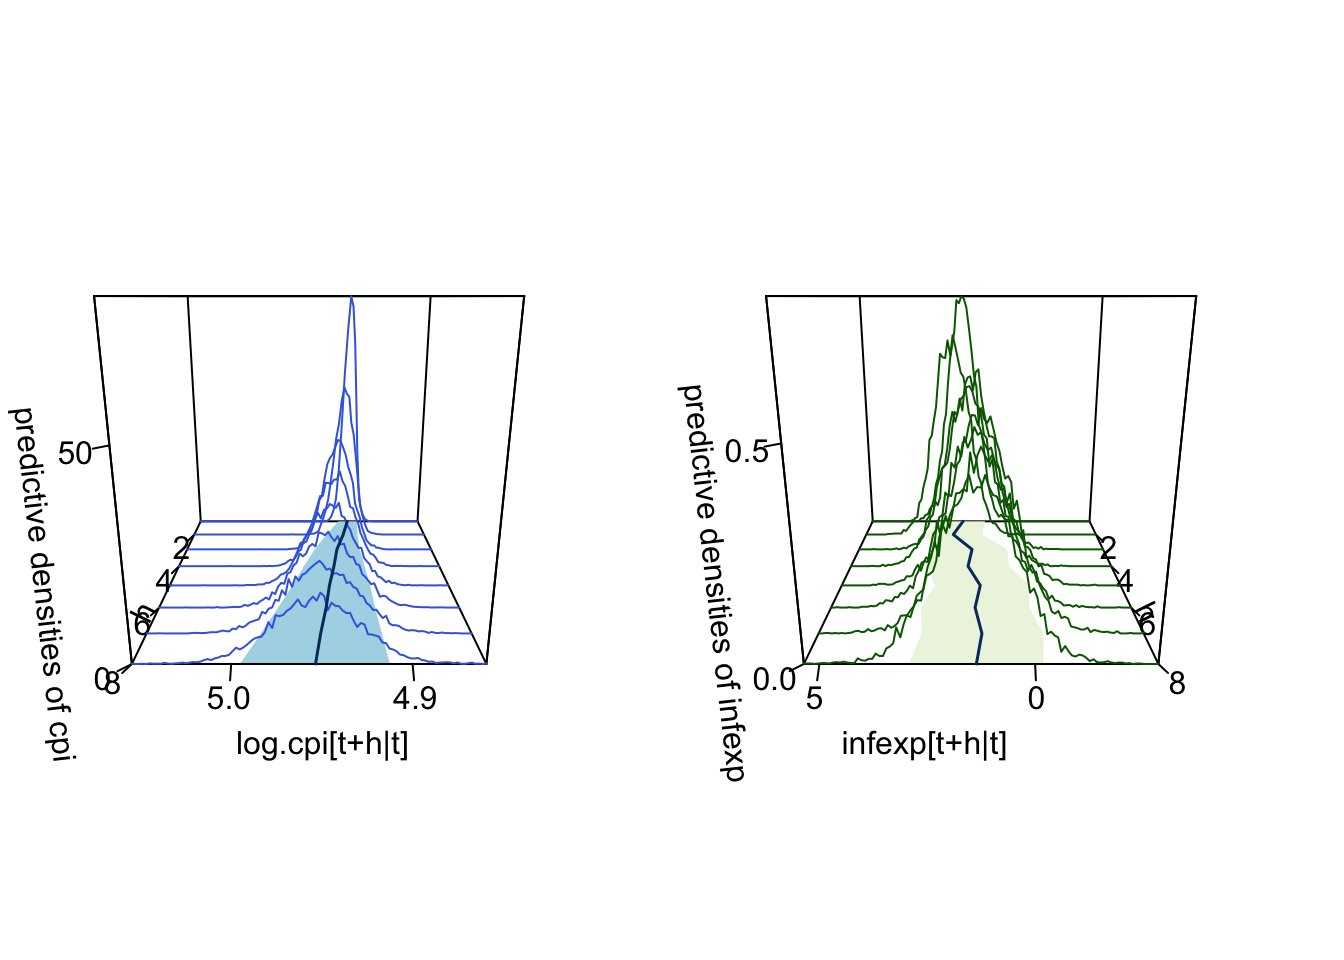 predictive densities of cpi
50
0
2
4
6
8
h
5.0
4.9
log.cpi[t+h|t]
predictive densities of infexp
0.5
0.0
5
0
infexp[t+h|t]
2
4
6
8
h